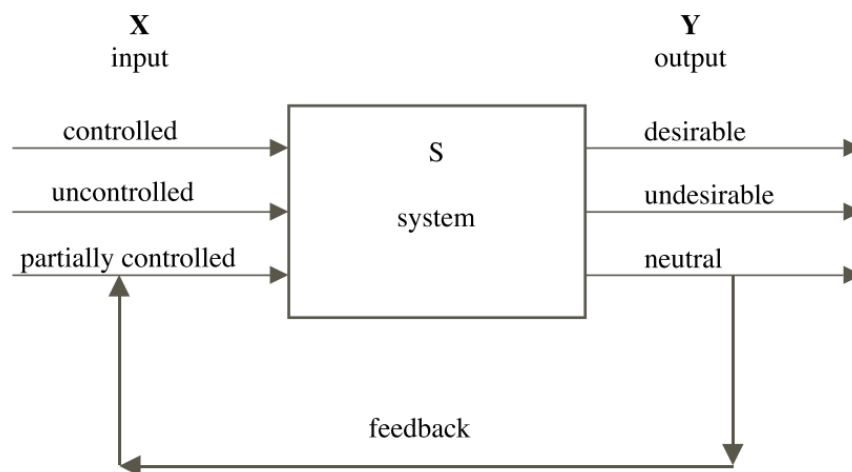 X
input
Y
output
controlled
uncontrolled
partially controlled
S
system
desirable
undesirable
neutral
feedback